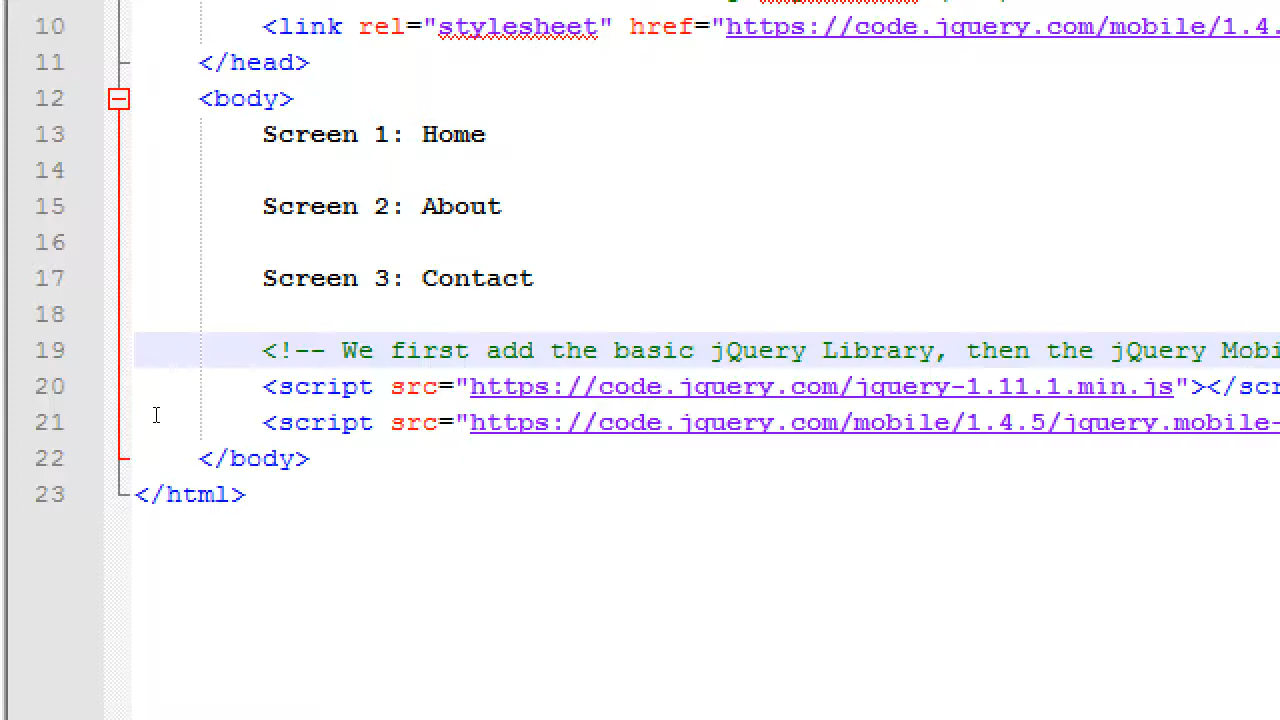 10 <link rel="stylesheet" href="https://code.jquery.com/mobile/1.4.
11 </head>
12 <body>
13 Screen 1: Home
14
15 Screen 2: About
16
17 Screen 3: Contact
18
19 <!-- We first add the basic jQuery Library, then the jQuery Mobi
20 <script src="https://code.jquery.com/jquery-1.11.1.min.js"></scr
21 <script src="https://code.jquery.com/mobile/1.4.5/jquery.mobile-
22 </body>
23 </html>